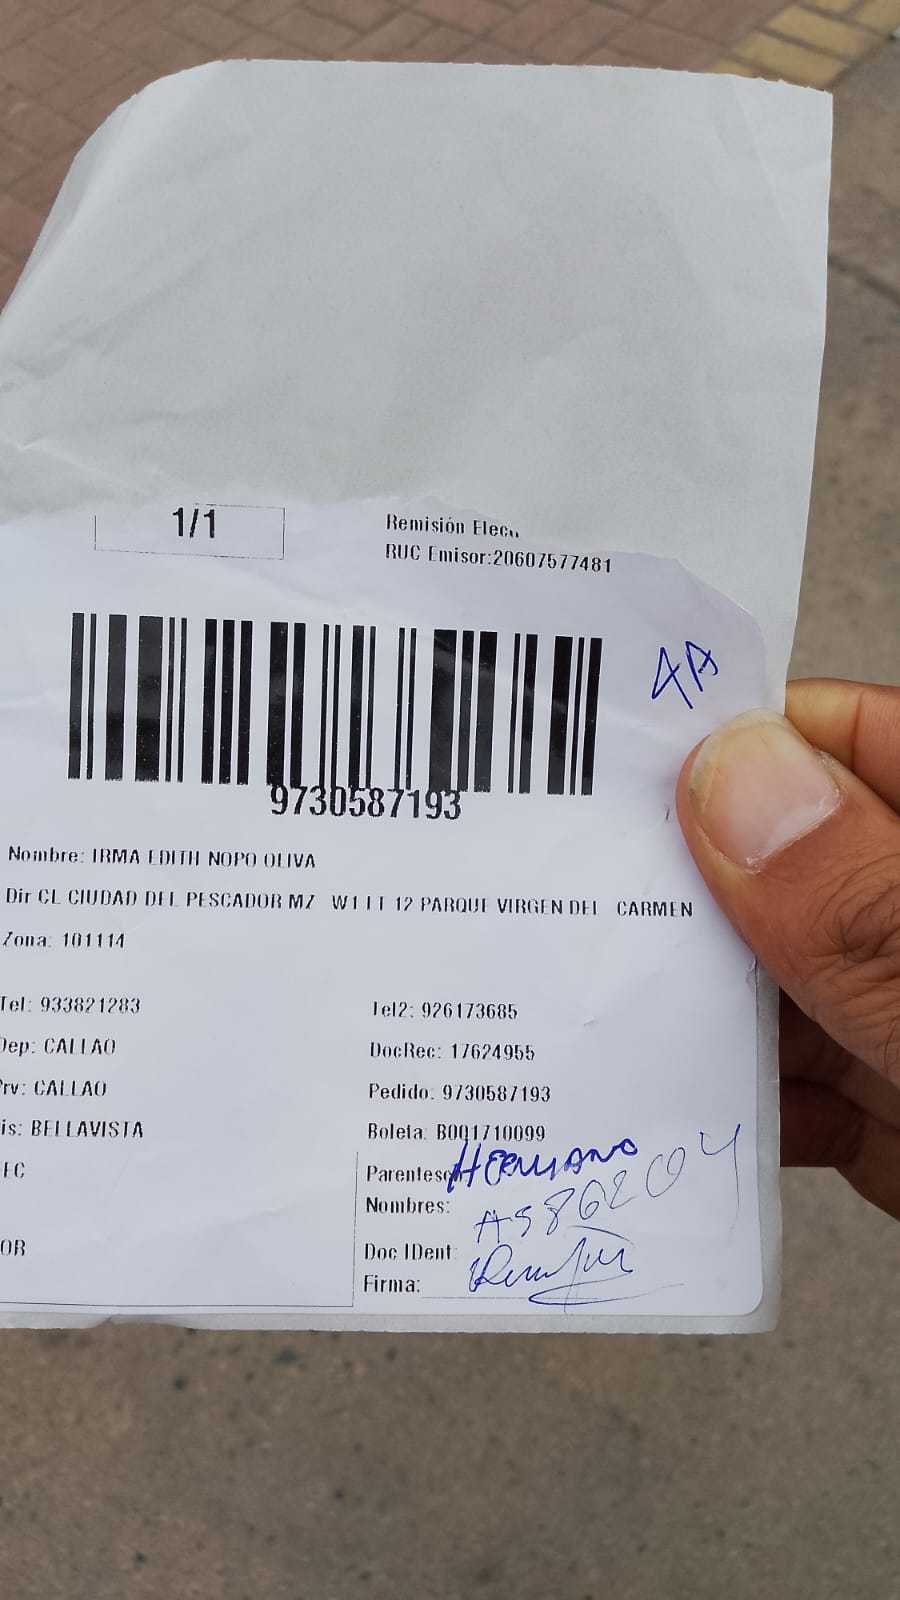 1/1
Remisión Elec
RUC Emisor:20607577481
4A
9730587193
Nombre: IRMA EDITH NOPO OLIVA
Dir CL CIUDAD DEL PESCADOR MZ W1 LT 12 PARQUE VIRGEN DEL CARMEN
Zona: 101114
Tel: 933821283 Tel2: 926173685
Dep: CALLAO DocRec: 17624955
Prv: CALLAO Pedido: 9730587193
is: BELLAVISTA Boleta: B001710099
EC Parentesco HERMANO
Nombres:
OR Doc IDent:
Firma: